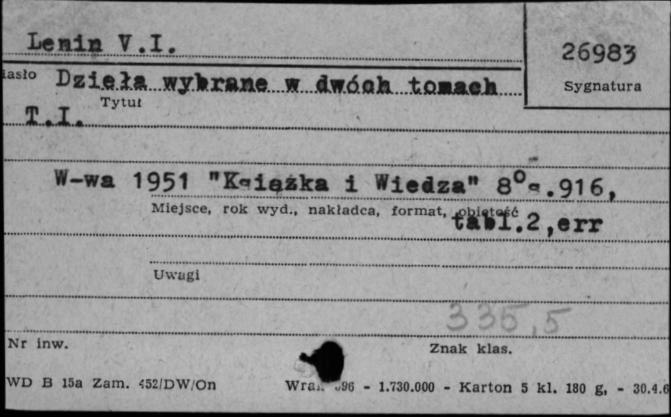 Lenin V.I.
26983
iasło Dzieła wybrane w dwóch tomach
Sygnatura
Tytuł
T.I.
W-wa 1951 "Książka i Wiedza" 8° s.916,
Miejsce, rok wyd., nakładca, format, objętość
tabl.2,err
Uwagi
335,5
Nr inw.
Znak klas.
WD B 15a Zam. 452/DW/On - 1.730.000 - Karton 5 kl. 180 g, - 30.4.6